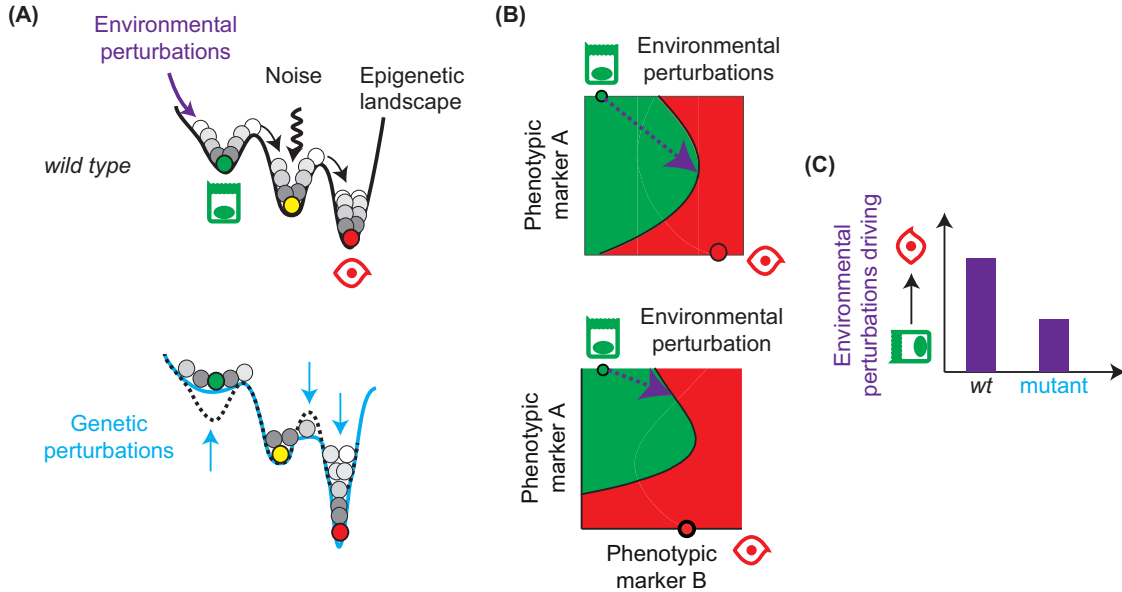 (A)
Environmental
perturbations
Noise
Epigenetic
landscape
wild type
Genetic
perturbations
(B)
Environmental
perturbations
Phenotypic
marker A
Environmental
perturbation
Phenotypic
marker A
Phenotypic
marker B
(C)
Environmental
perturbations driving
wt
mutant